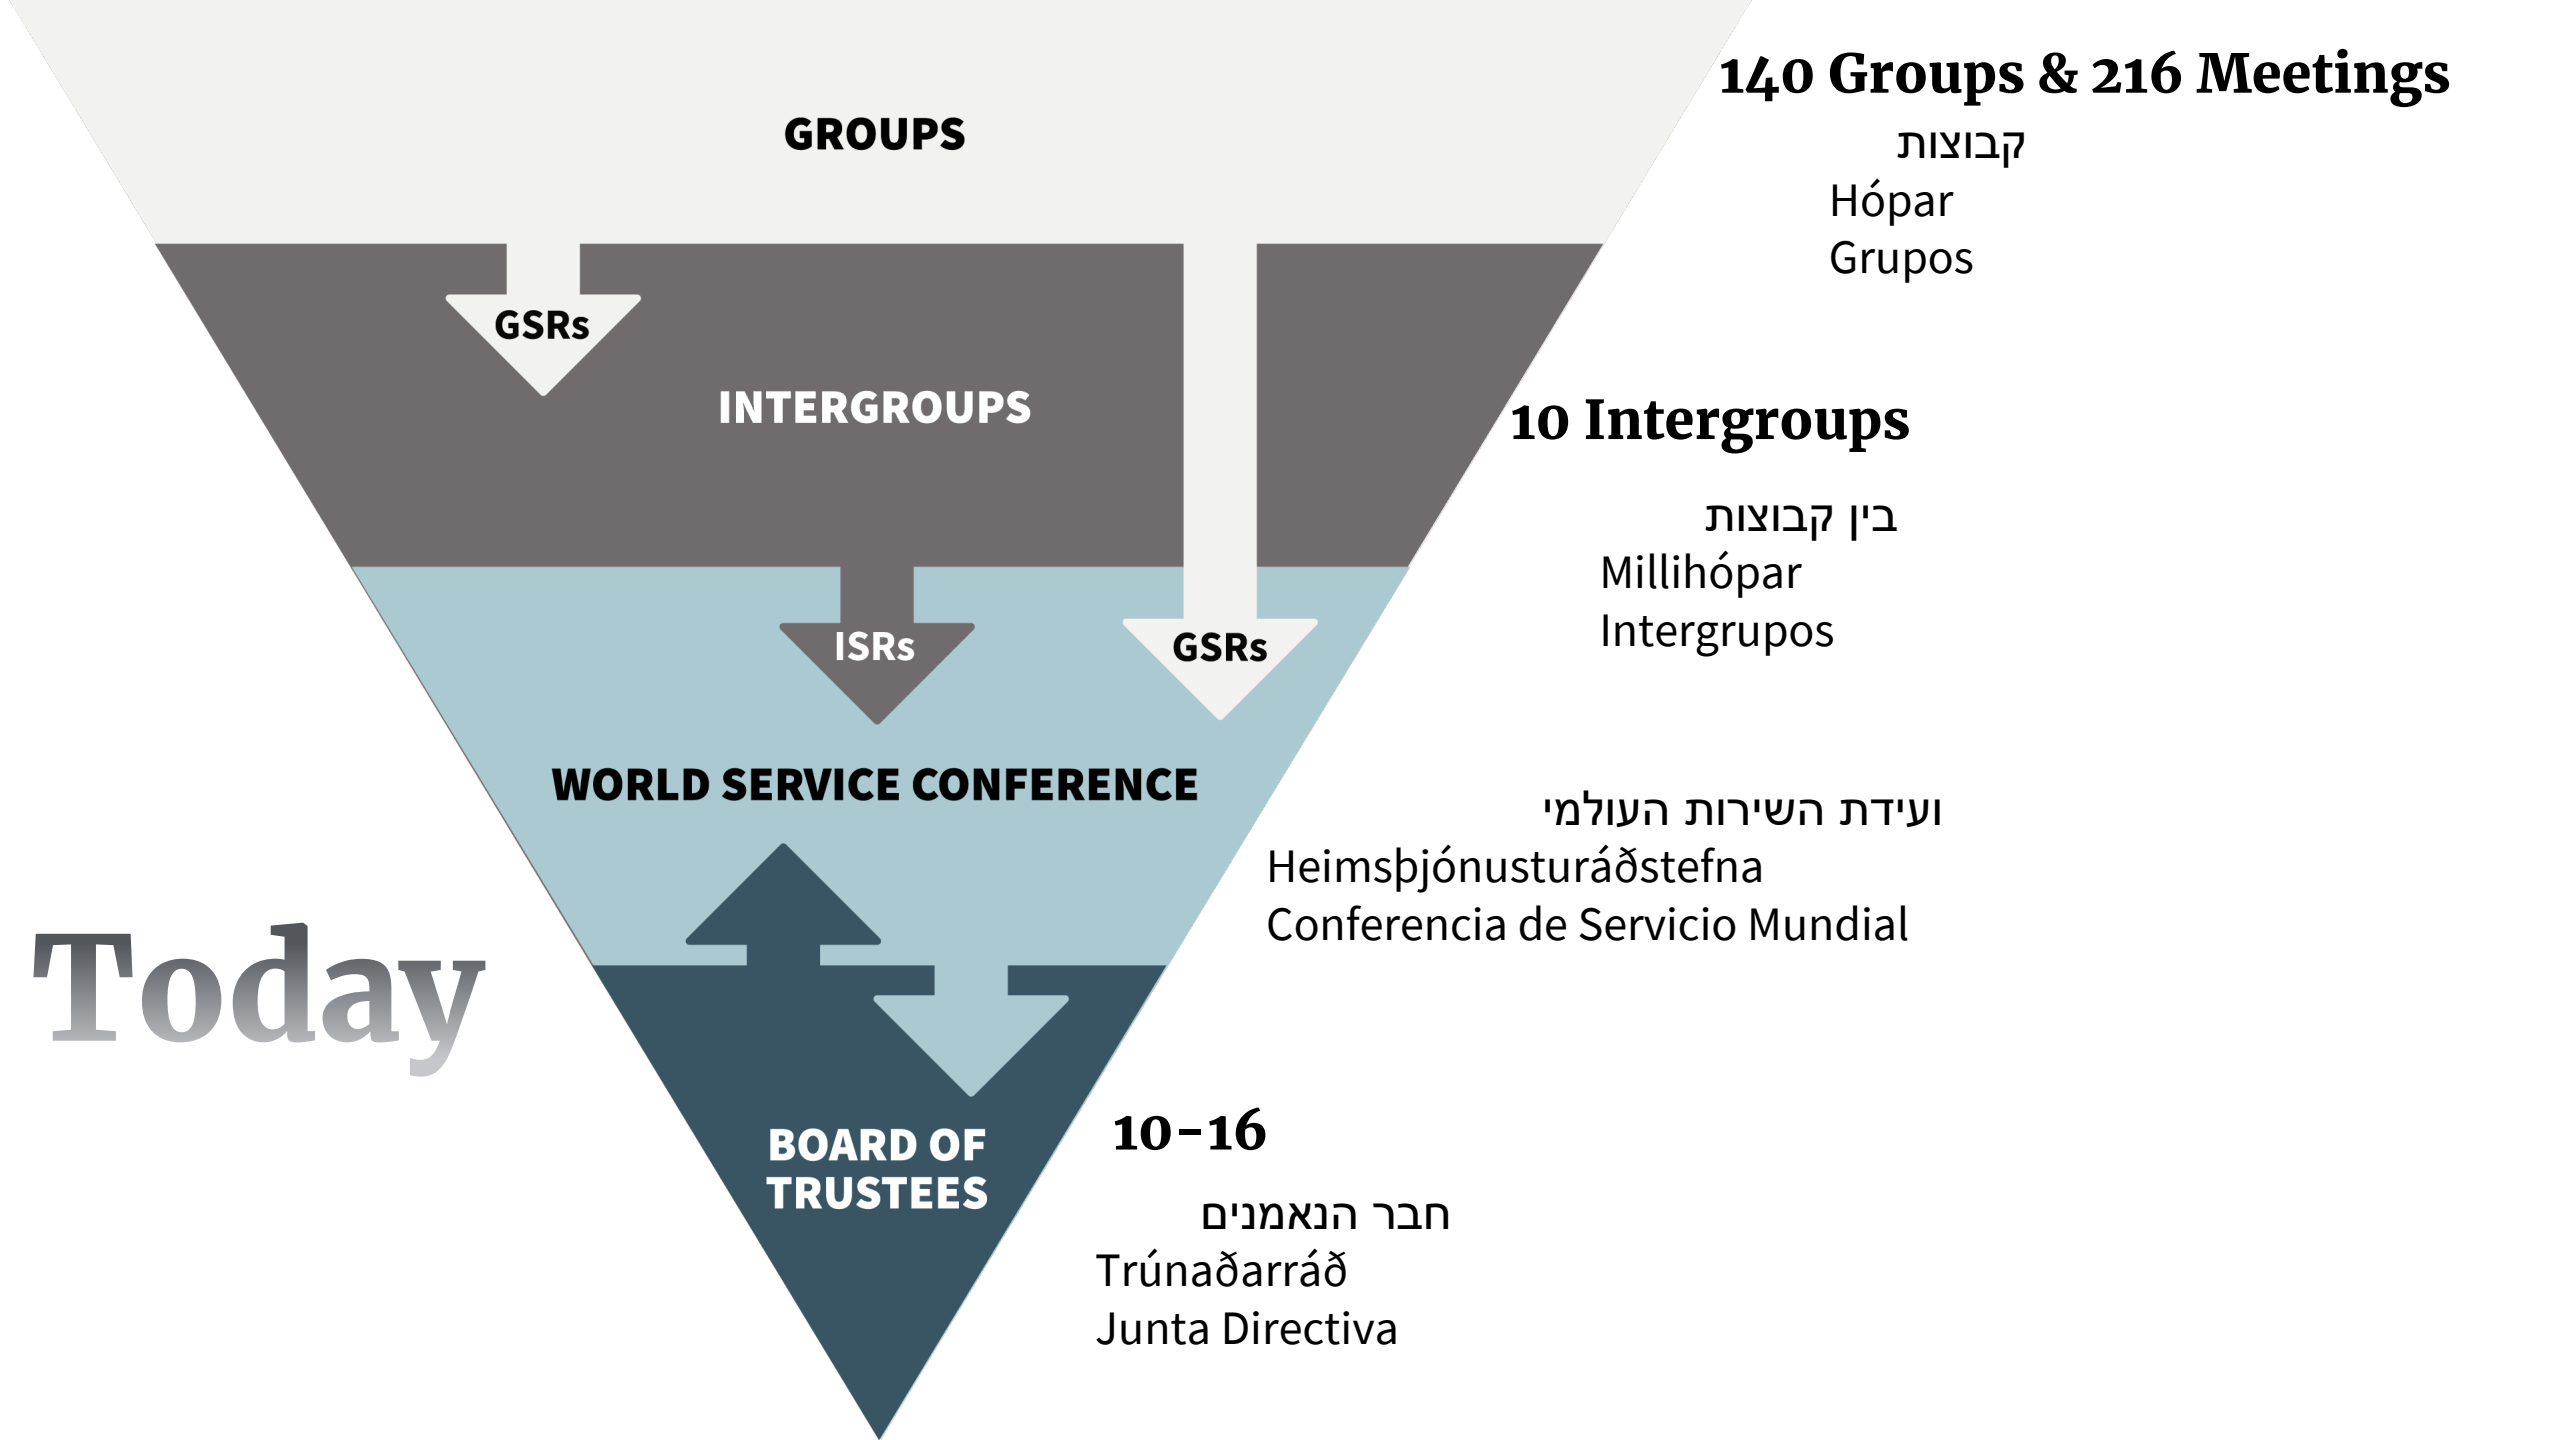 140 Groups & 216 Meetings
GROUPS
קבוצות
Hópar
Grupos
GSRs
INTERGROUPS
10 Intergroups
בין קבוצות
Millihópar
Intergrupos
ISRs
GSRs
WORLD SERVICE CONFERENCE
ועידת השירות העולמי
Heimsþjónusturáðstefna
Conferencia de Servicio Mundial
Today
BOARD OF
TRUSTEES
10-16
חבר הנאמנים
Trúnaðarráð
Junta Directiva